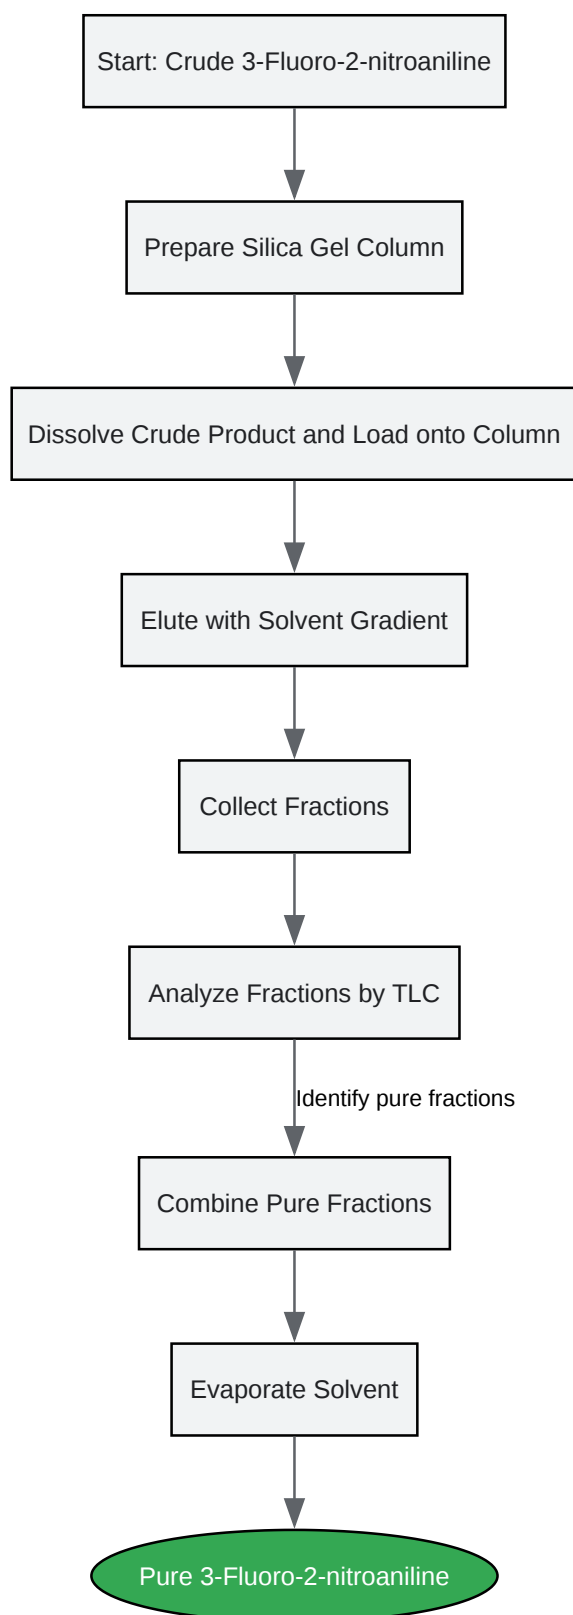 Start: Crude 3-Fluoro-2-nitroaniline
Prepare Silica Gel Column
Dissolve Crude Product and Load onto Column
Elute with Solvent Gradient
Collect Fractions
Analyze Fractions by TLC
Identify pure fractions
Combine Pure Fractions
Evaporate Solvent
Pure 3-Fluoro-2-nitroaniline